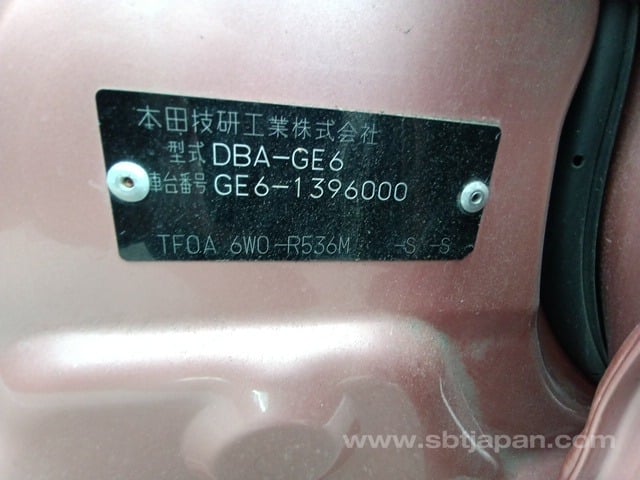 本田技研工業株式会社
型式 DBA-GE6
車台番号 GE6-1396000
TF0A 6W0-R536M -S -S
www.sbtjapan.com